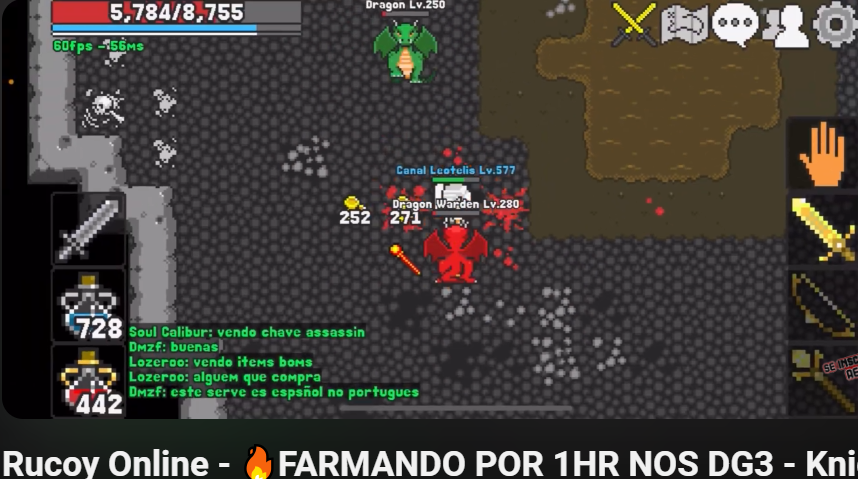 Dragon Lv.250
5,784/8,755
60fps - 56ms
Canal Leotelis Lv.577
Dragon Warden Lv.280
252
271
728
442
Soul Calibur: vendo chave assassin
Dmzf: buenas
Lozeroo: vendo items boms
Lozeroo: alguem que compra
Dmzf: este serve es espsñol no portugues
SE INSC
Rucoy Online - 🔥FARMANDO POR 1HR NOS DG3 - Kni